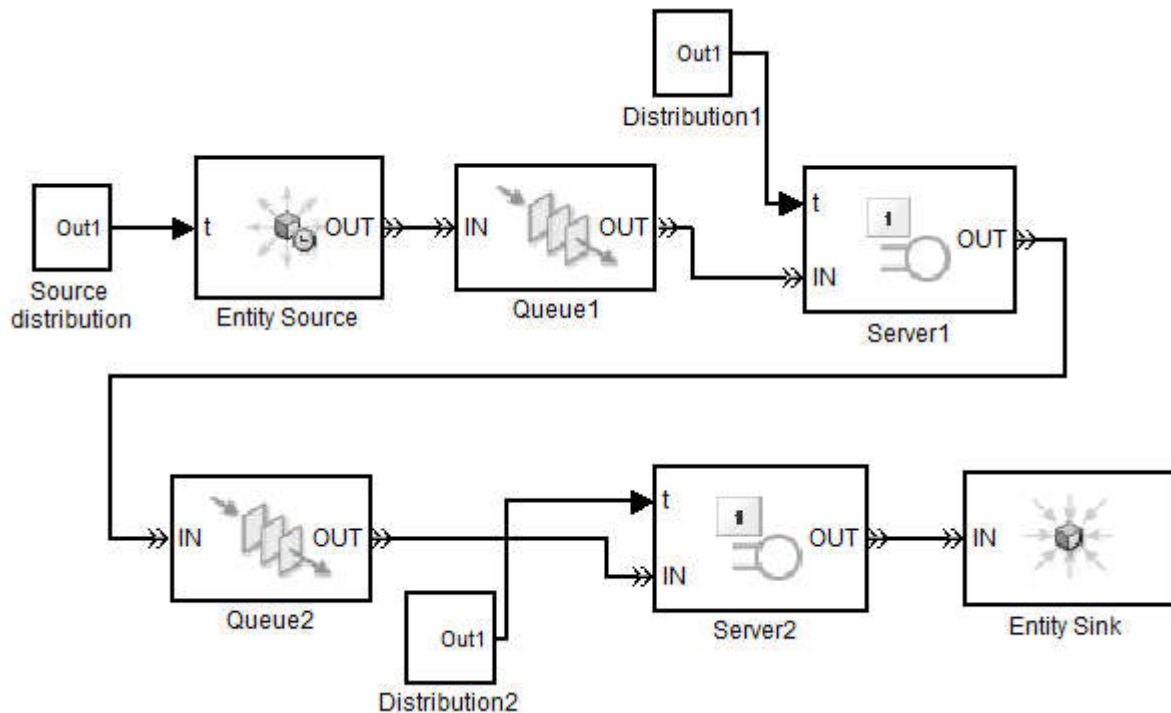 Out1
Distribution1
Out1
Source
distribution
t
OUT
Entity Source
IN
OUT
Queue1
t
1
IN
OUT
Server1
IN
OUT
Queue2
Out1
Distribution2
t
1
IN
OUT
Server2
IN
Entity Sink